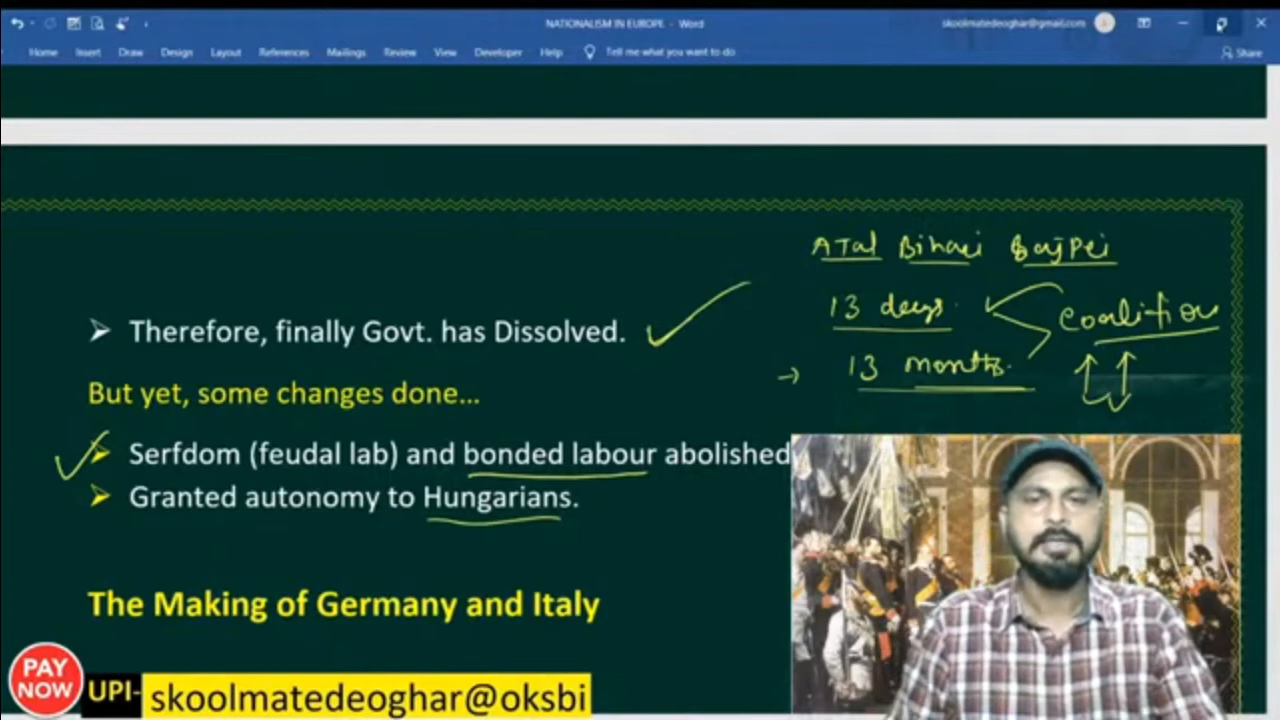 NATIONALISM IN EUROPE - Word
skoolmatedeoghar@gmail.com
Home Insert Draw Design Layout References Mailings Review View Developer Help Tell me what you want to do
Share
ATal Bihari Bajpei
13 days.
Coalition
13 months.
➤ Therefore, finally Govt. has Dissolved.
But yet, some changes done...
➤ Serfdom (feudal lab) and bonded labour abolished
➤ Granted autonomy to Hungarians.
The Making of Germany and Italy
PAY
NOW
UPI- skoolmatedeoghar@oksbi